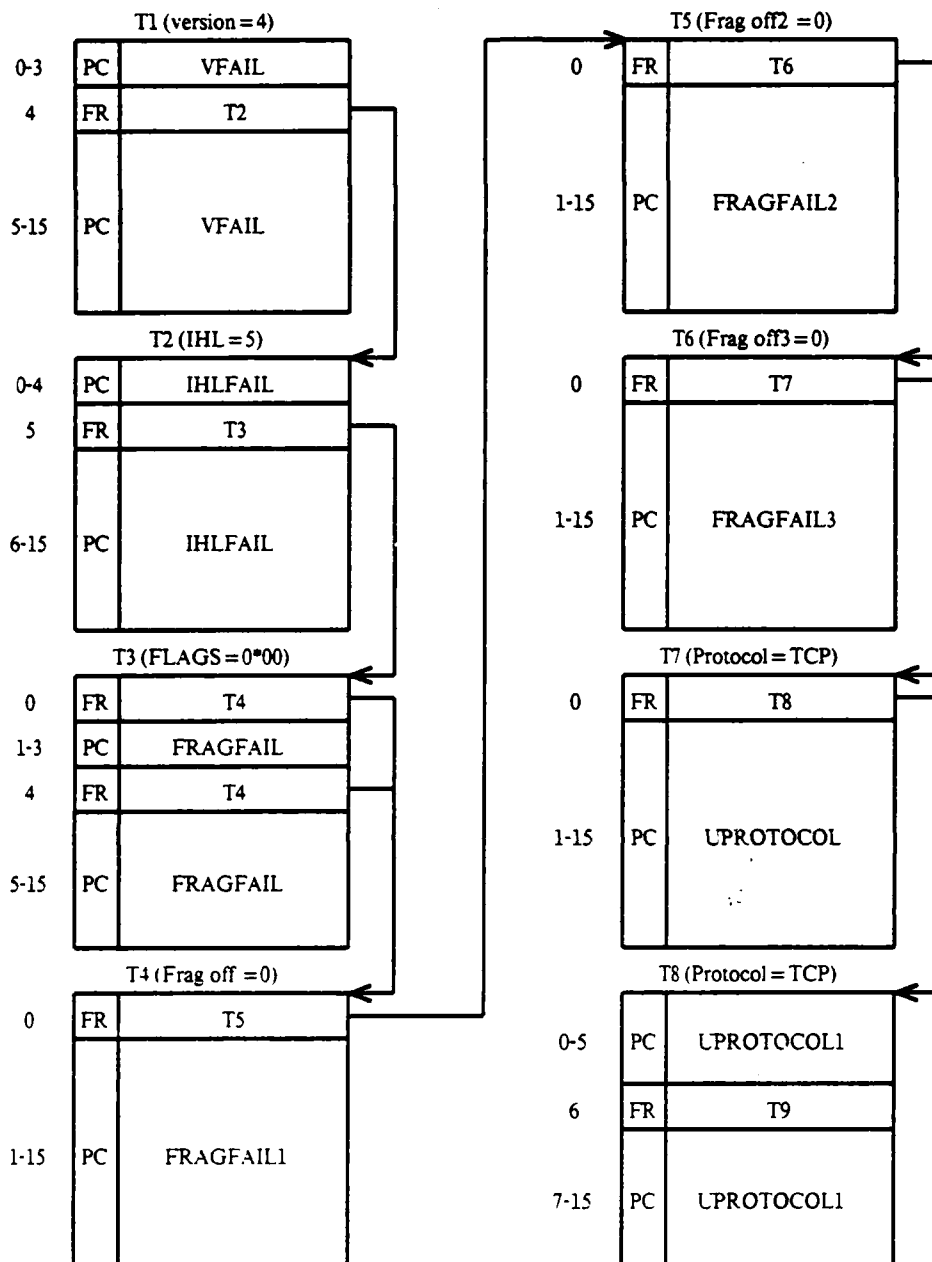 T1 (version = 4)
0-3 PC VFAIL
4 FR T2
5-15 PC VFAIL
T2 (IHL = 5)
0-4 PC IHLFAIL
5 FR T3
6-15 PC IHLFAIL
T3 (FLAGS = 0*00)
0 FR T4
1-3 PC FRAGFAIL
4 FR T4
5-15 PC FRAGFAIL
T4 (Frag off = 0)
0 FR T5
1-15 PC FRAGFAIL1
T5 (Frag off2 = 0)
0 FR T6
1-15 PC FRAGFAIL2
T6 (Frag off3 = 0)
0 FR T7
1-15 PC FRAGFAIL3
T7 (Protocol = TCP)
0 FR T8
1-15 PC UPROTOCOL
T8 (Protocol = TCP)
0-5 PC UPROTOCOL1
6 FR T9
7-15 PC UPROTOCOL1